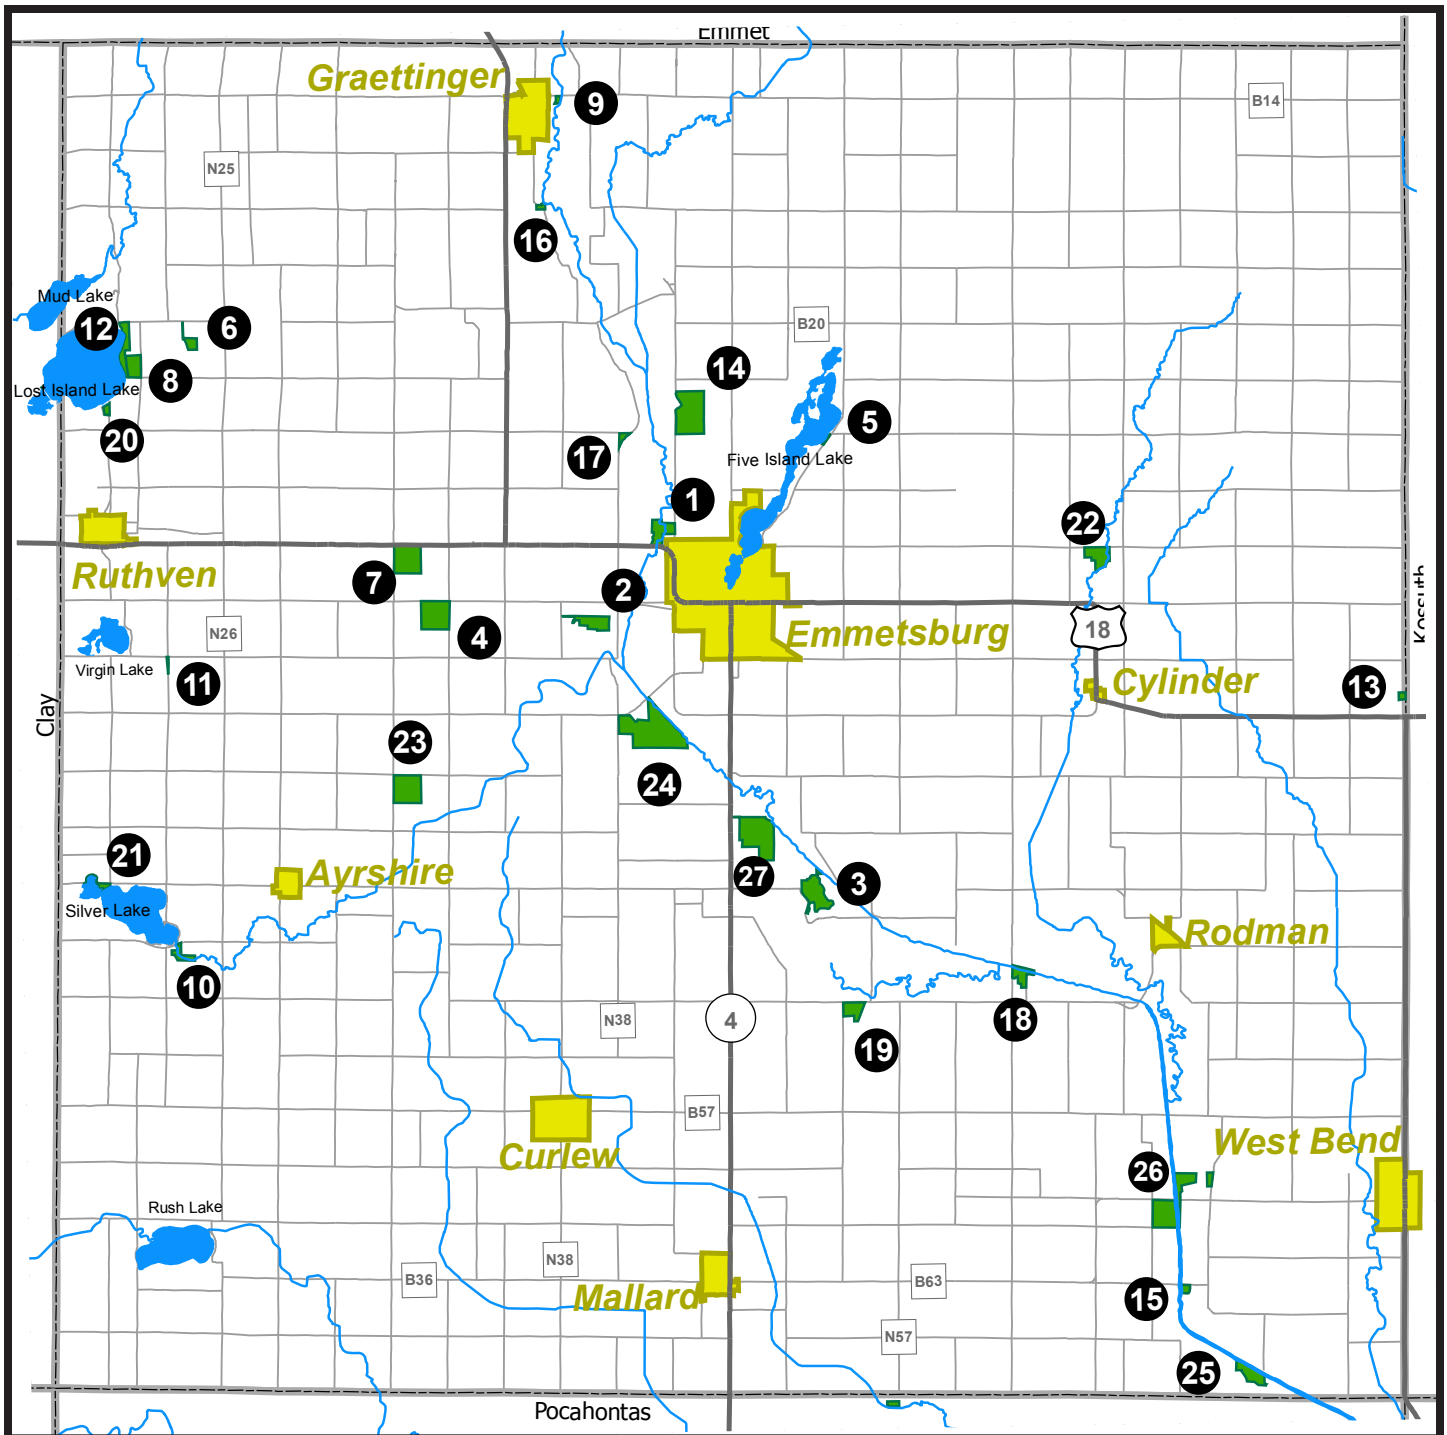 Emmet
Graettinger
9
B14
N25
16
Mud Lake
12
6
B20
14
8
Lost Island Lake
5
20
17
Five Island Lake
1
22
Ruthven
7
2
Kossuth
N26
4
Emmetsburg
18
Virgin Lake
11
Cylinder
13
Clay
23
24
21
Ayrshire
27
3
Silver Lake
Rodman
10
N38
4
18
19
B57
Curlew
West Bend
26
Rush Lake
N38
B36
Mallard
B63
15
N57
25
Pocahontas